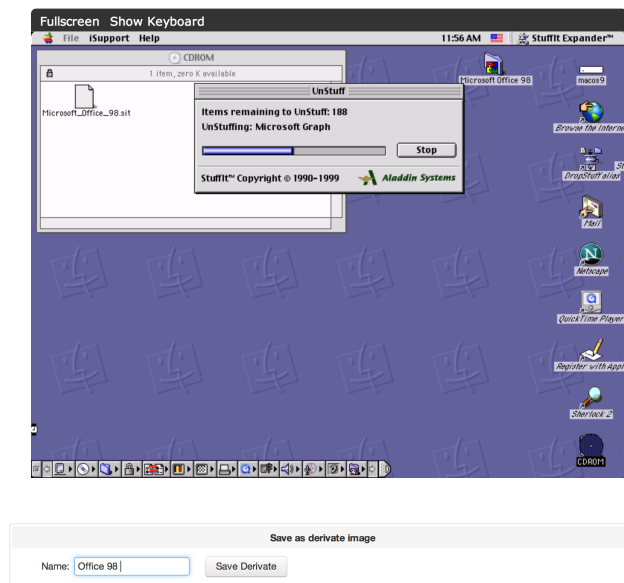 Fullscreen Show Keyboard
File iSupport Help
11:56 AM
StuffIt Expander™
CDROM
1 item, zero K available
Microsoft_Office_98.sit
UnStuff
Items remaining to UnStuff: 188
UnStuffing: Microsoft Graph
Stop
StuffIt™ Copyright © 1990-1999
Aladdin Systems
Microsoft Office 98
macos9
Browse the Interne
St
DropStuff alias
Mail
Netscape
QuickTime Player
Register with Appl
Sherlock 2
CDROM
Save as derivate image
Name: Office 98
Save Derivate